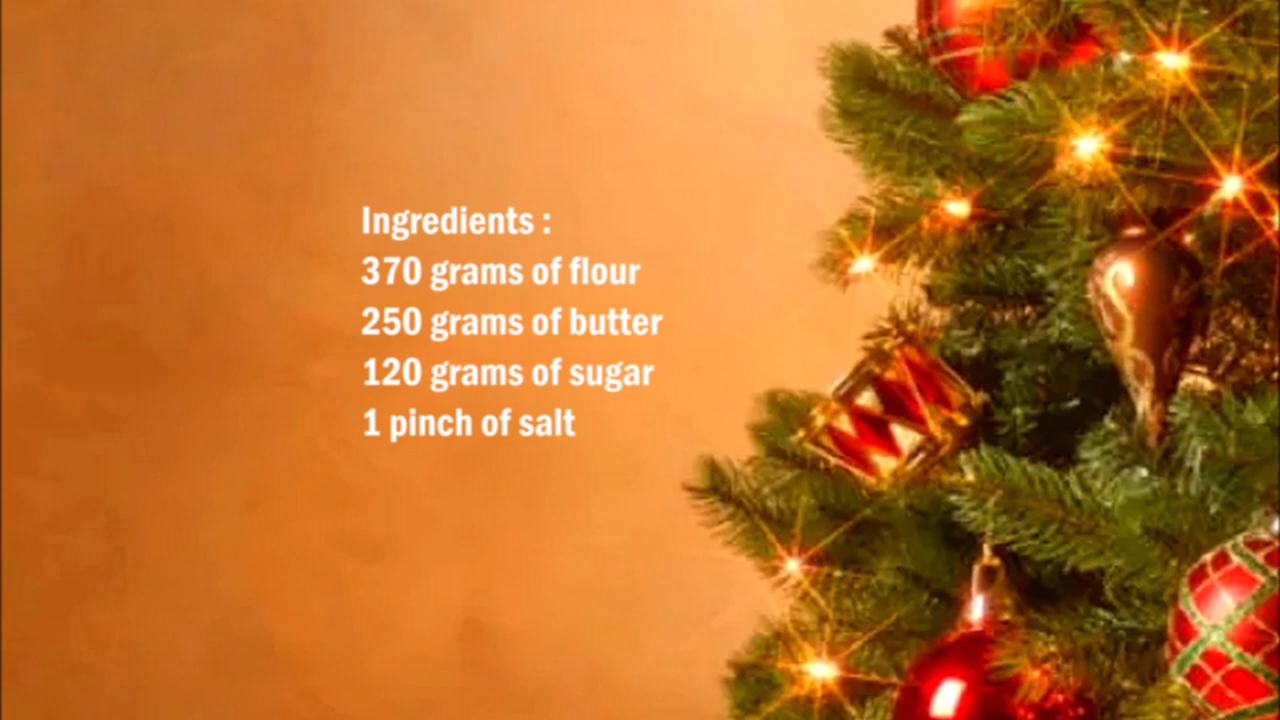 Ingredients :
370 grams of flour
250 grams of butter
120 grams of sugar
1 pinch of salt